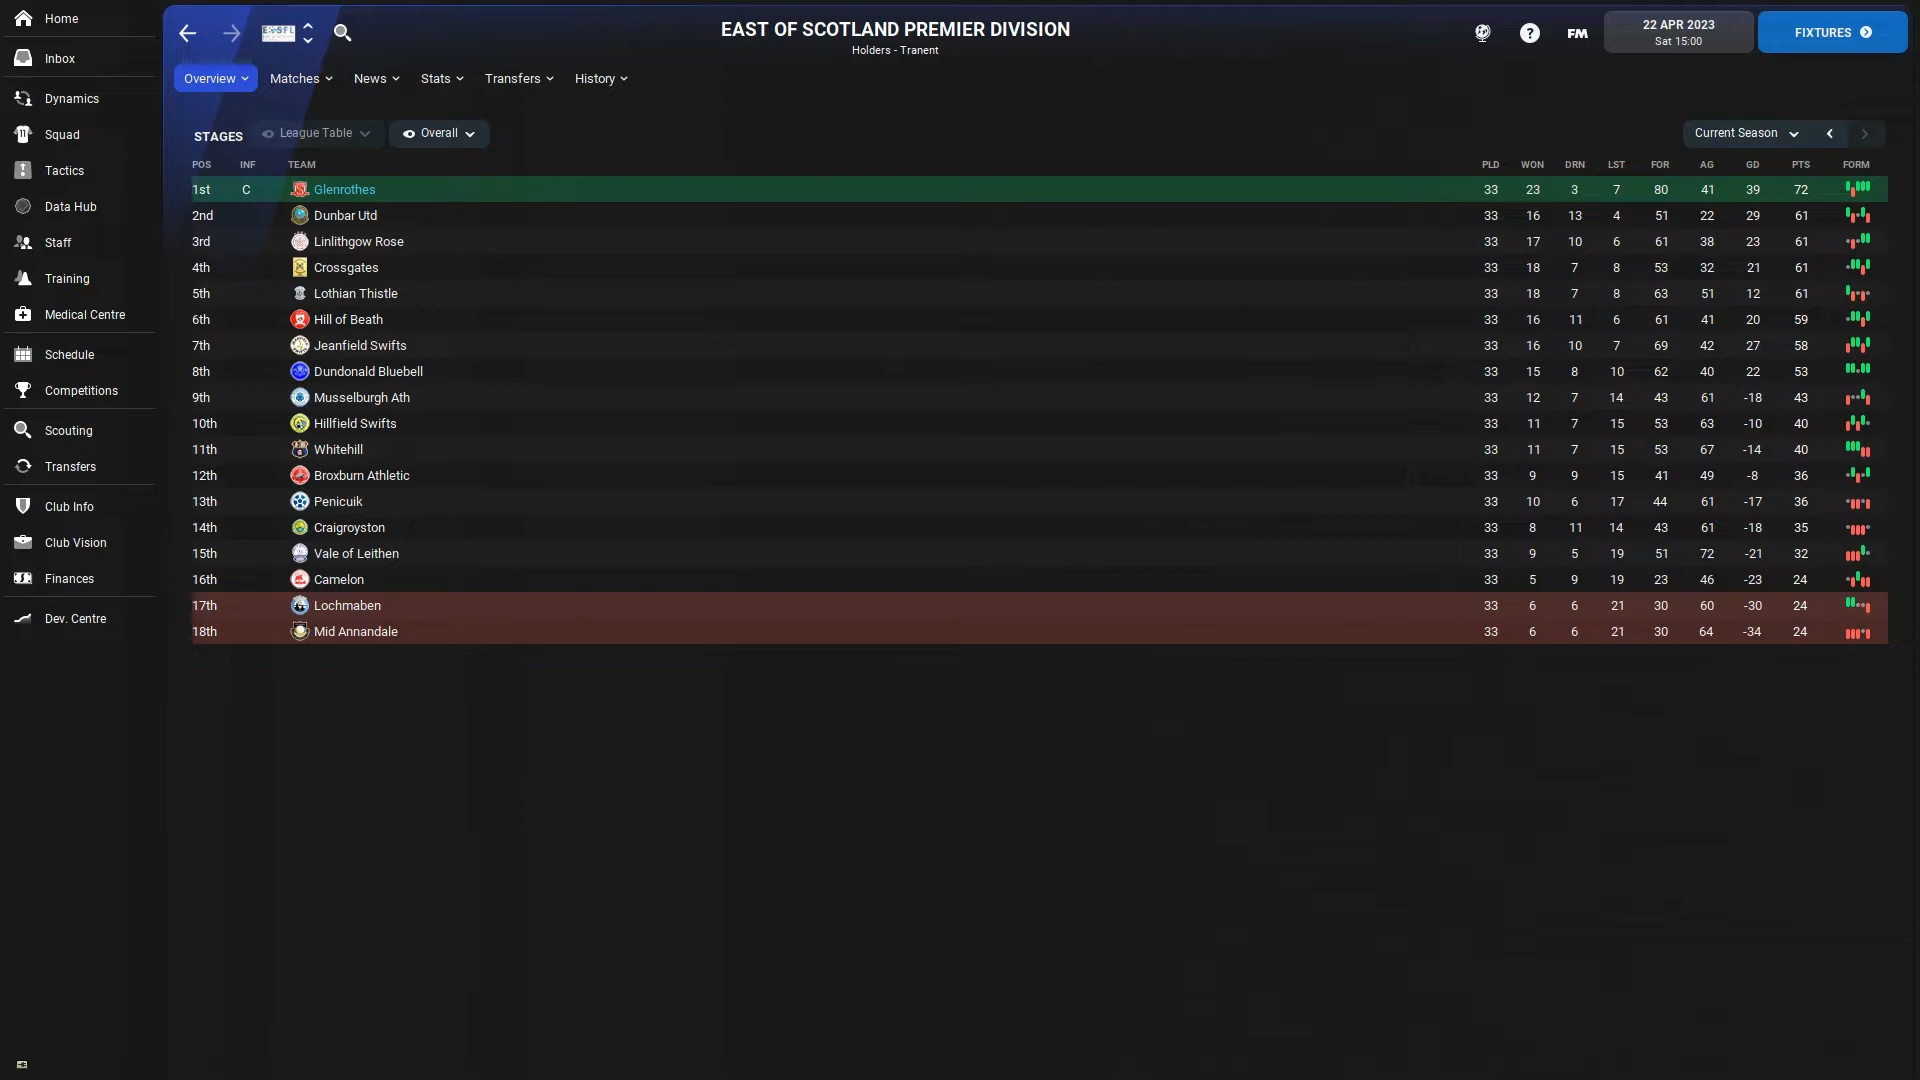 Home
Inbox
Dynamics
Squad
Tactics
Data Hub
Staff
Training
Medical Centre
Schedule
Competitions
Scouting
Transfers
Club Info
Club Vision
Finances
Dev. Centre
EAST OF SCOTLAND PREMIER DIVISION
Holders - Tranent
FM
22 APR 2023
Sat 15:00
FIXTURES
Overview Matches News Stats Transfers History
STAGES League Table Overall Current Season
POS INF TEAM PLD WON DRN LST FOR AG GD PTS FORM
1st C Glenrothes 33 23 3 7 80 41 39 72
2nd Dunbar Utd 33 16 13 4 51 22 29 61
3rd Linlithgow Rose 33 17 10 6 61 38 23 61
4th Crossgates 33 18 7 8 53 32 21 61
5th Lothian Thistle 33 18 7 8 63 51 12 61
6th Hill of Beath 33 16 11 6 61 41 20 59
7th Jeanfield Swifts 33 16 10 7 69 42 27 58
8th Dundonald Bluebell 33 15 8 10 62 40 22 53
9th Musselburgh Ath 33 12 7 14 43 61 -18 43
10th Hillfield Swifts 33 11 7 15 53 63 -10 40
11th Whitehill 33 11 7 15 53 67 -14 40
12th Broxburn Athletic 33 9 9 15 41 49 -8 36
13th Penicuik 33 10 6 17 44 61 -17 36
14th Craigroyston 33 8 11 14 43 61 -18 35
15th Vale of Leithen 33 9 5 19 51 72 -21 32
16th Camelon 33 5 9 19 23 46 -23 24
17th Lochmaben 33 6 6 21 30 60 -30 24
18th Mid Annandale 33 6 6 21 30 64 -34 24